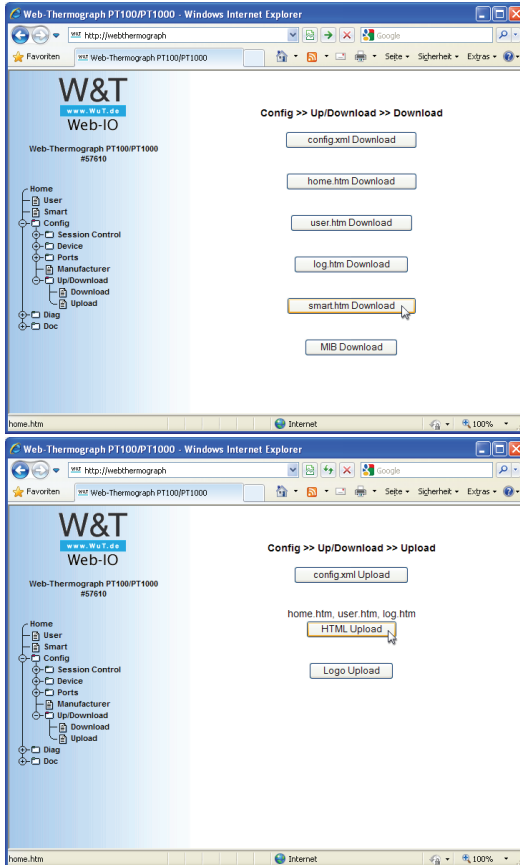 Web-Thermograph PT100/PT1000 - Windows Internet Explorer
W&T http://webthermograph
Google
Favoriten
W&T Web-Thermograph PT100/PT1000
Seite
Sicherheit
Extras
W&T
www.WuT.de
Web-IO
Web-Thermograph PT100/PT1000
#57610
Home
User
Smart
Config
Session Control
Device
Ports
Manufacturer
Up/Download
Download
Upload
Diag
Doc
Config >> Up/Download >> Download
config.xml Download
home.htm Download
user.htm Download
log.htm Download
smart.htm Download
MIB Download
home.htm
Internet
100%
Web-Thermograph PT100/PT1000 - Windows Internet Explorer
W&T http://webthermograph
Google
Favoriten
W&T Web-Thermograph PT100/PT1000
Seite
Sicherheit
Extras
W&T
www.WuT.de
Web-IO
Web-Thermograph PT100/PT1000
#57610
Home
User
Smart
Config
Session Control
Device
Ports
Manufacturer
Up/Download
Download
Upload
Diag
Doc
Config >> Up/Download >> Upload
config.xml Upload
home.htm, user.htm, log.htm
HTML Upload
Logo Upload
home.htm
Internet
100%